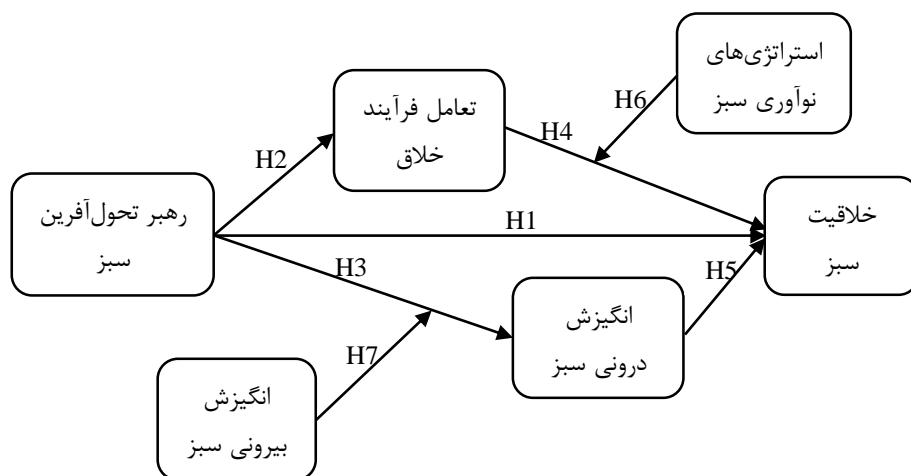 استراتژی‌های
نوآوری سبز
H6
تعامل فرآیند
خلاق
H4
H2
رهبر تحول‌آفرین
سبز
H1
خلاقیت
سبز
H3
H5
انگیزش
درونی سبز
H7
انگیزش
بیرونی سبز